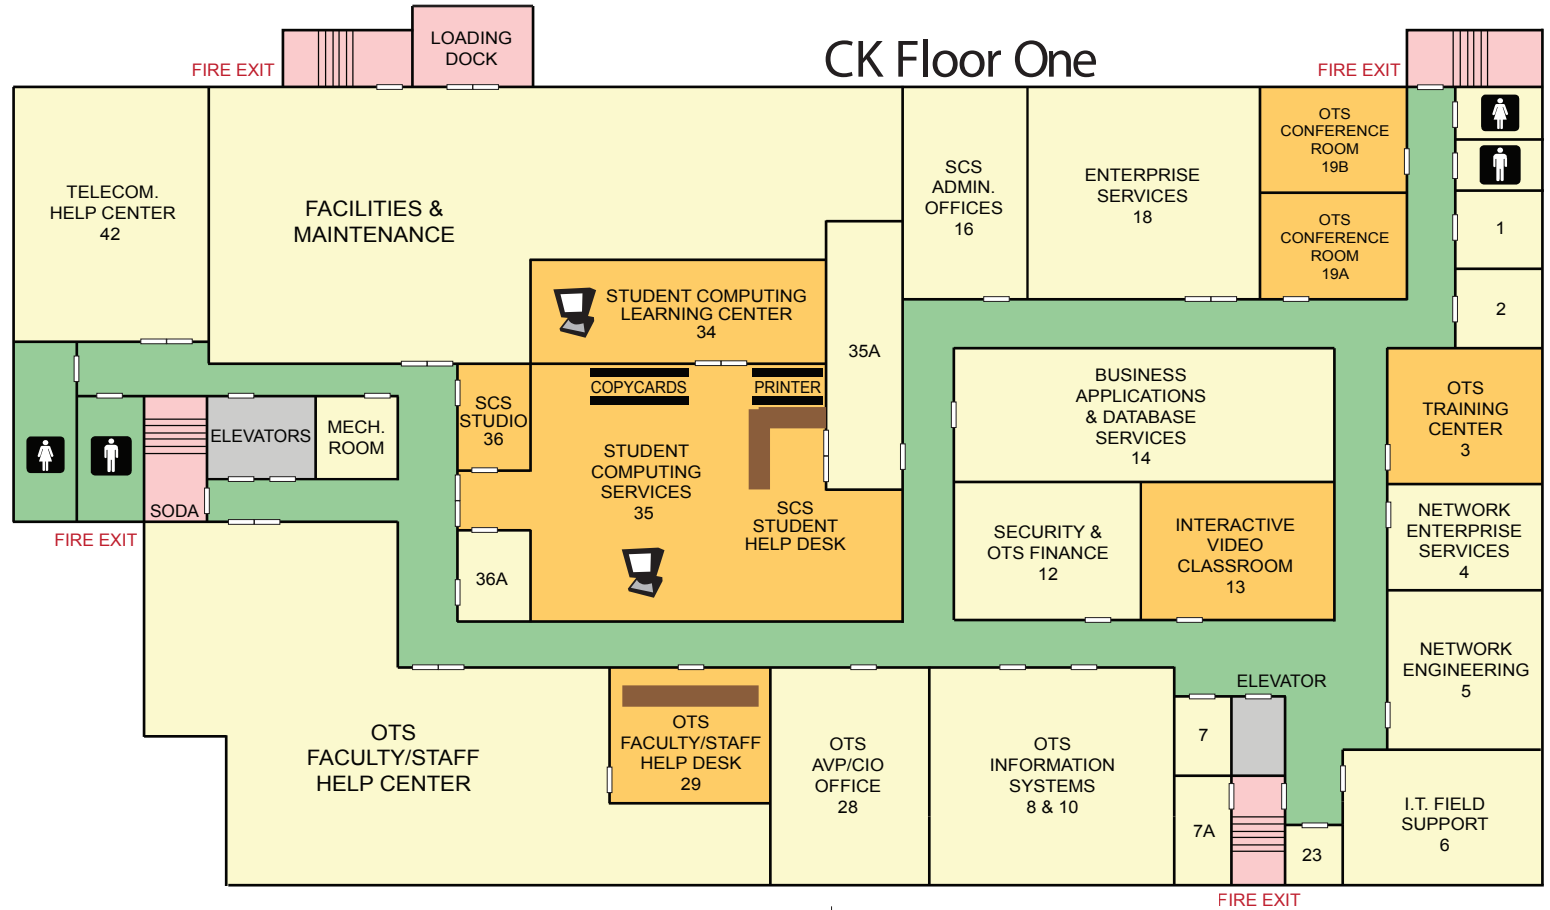 CK Floor One
LOADING
DOCK
FIRE EXIT
FIRE EXIT
TELECOM.
HELP CENTER
42
FACILITIES &
MAINTENANCE
SCS
ADMIN.
OFFICES
16
ENTERPRISE
SERVICES
18
OTS
CONFERENCE
ROOM
19B
OTS
CONFERENCE
ROOM
19A
1
2
STUDENT COMPUTING
LEARNING CENTER
34
35A
COPYCARDS
PRINTER
SCS
STUDIO
36
ELEVATORS
MECH.
ROOM
STUDENT
COMPUTING
SERVICES
35
SCS
STUDENT
HELP DESK
BUSINESS
APPLICATIONS
& DATABASE
SERVICES
14
OTS
TRAINING
CENTER
3
SODA
FIRE EXIT
36A
SECURITY &
OTS FINANCE
12
INTERACTIVE
VIDEO
CLASSROOM
13
NETWORK
ENTERPRISE
SERVICES
4
NETWORK
ENGINEERING
5
ELEVATOR
OTS
FACULTY/STAFF
HELP CENTER
OTS
FACULTY/STAFF
HELP DESK
29
OTS
AVP/CIO
OFFICE
28
OTS
INFORMATION
SYSTEMS
8 & 10
7
7A
23
I.T. FIELD
SUPPORT
6
FIRE EXIT